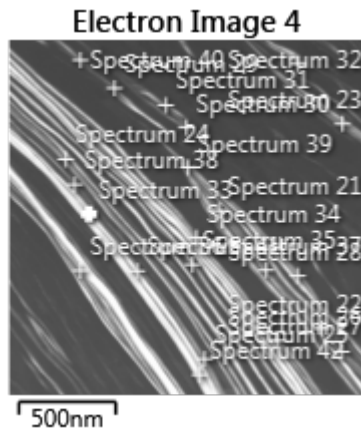 Electron Image 4
Spectrum 40
Spectrum 32
Spectrum 31
Spectrum 23
Spectrum 30
Spectrum 24
Spectrum 39
Spectrum 38
Spectrum 21
Spectrum 33
Spectrum 34
Spectrum 35
Spectrum 28
Spectrum 22
Spectrum
Spectrum 42
500nm